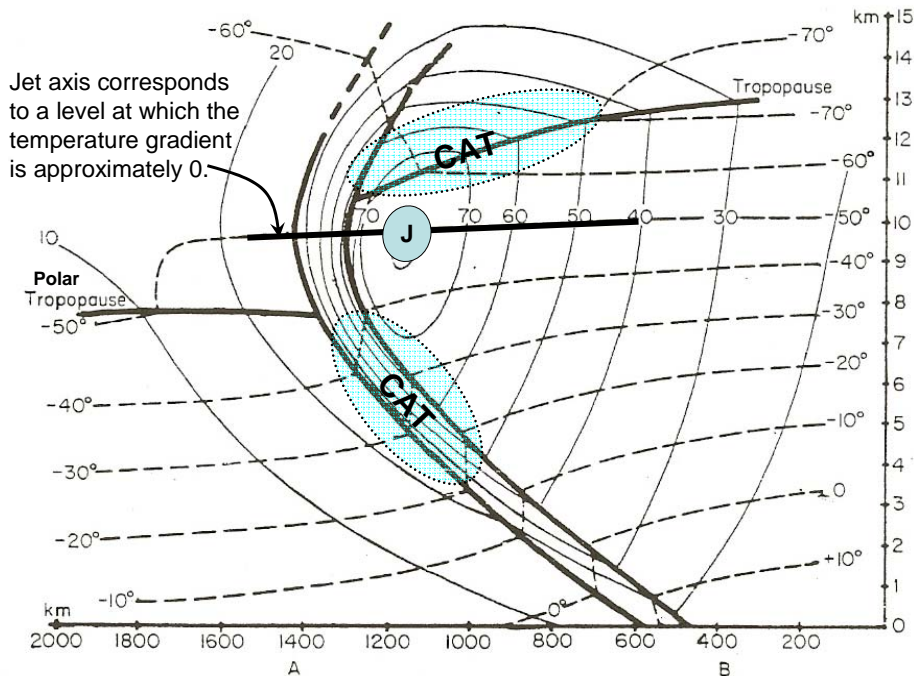 km 15
-60°
-70°
14
20
Jet axis corresponds
to a level at which the
temperature gradient
is approximately 0.
Tropopause
13
-70°
12
CAT
-60°
11
70
70
60
50
40
30
-50°
10
J
10
9
-40°
Polar
Tropopause
8
-30°
-50°
7
-20°
6
CAT
-40°
5
-10°
4
-30°
0
3
-20°
2
+10°
1
-10°
0°
km
0
2000 1800 1600 1400 1200 1000 800 600 400 200
A B